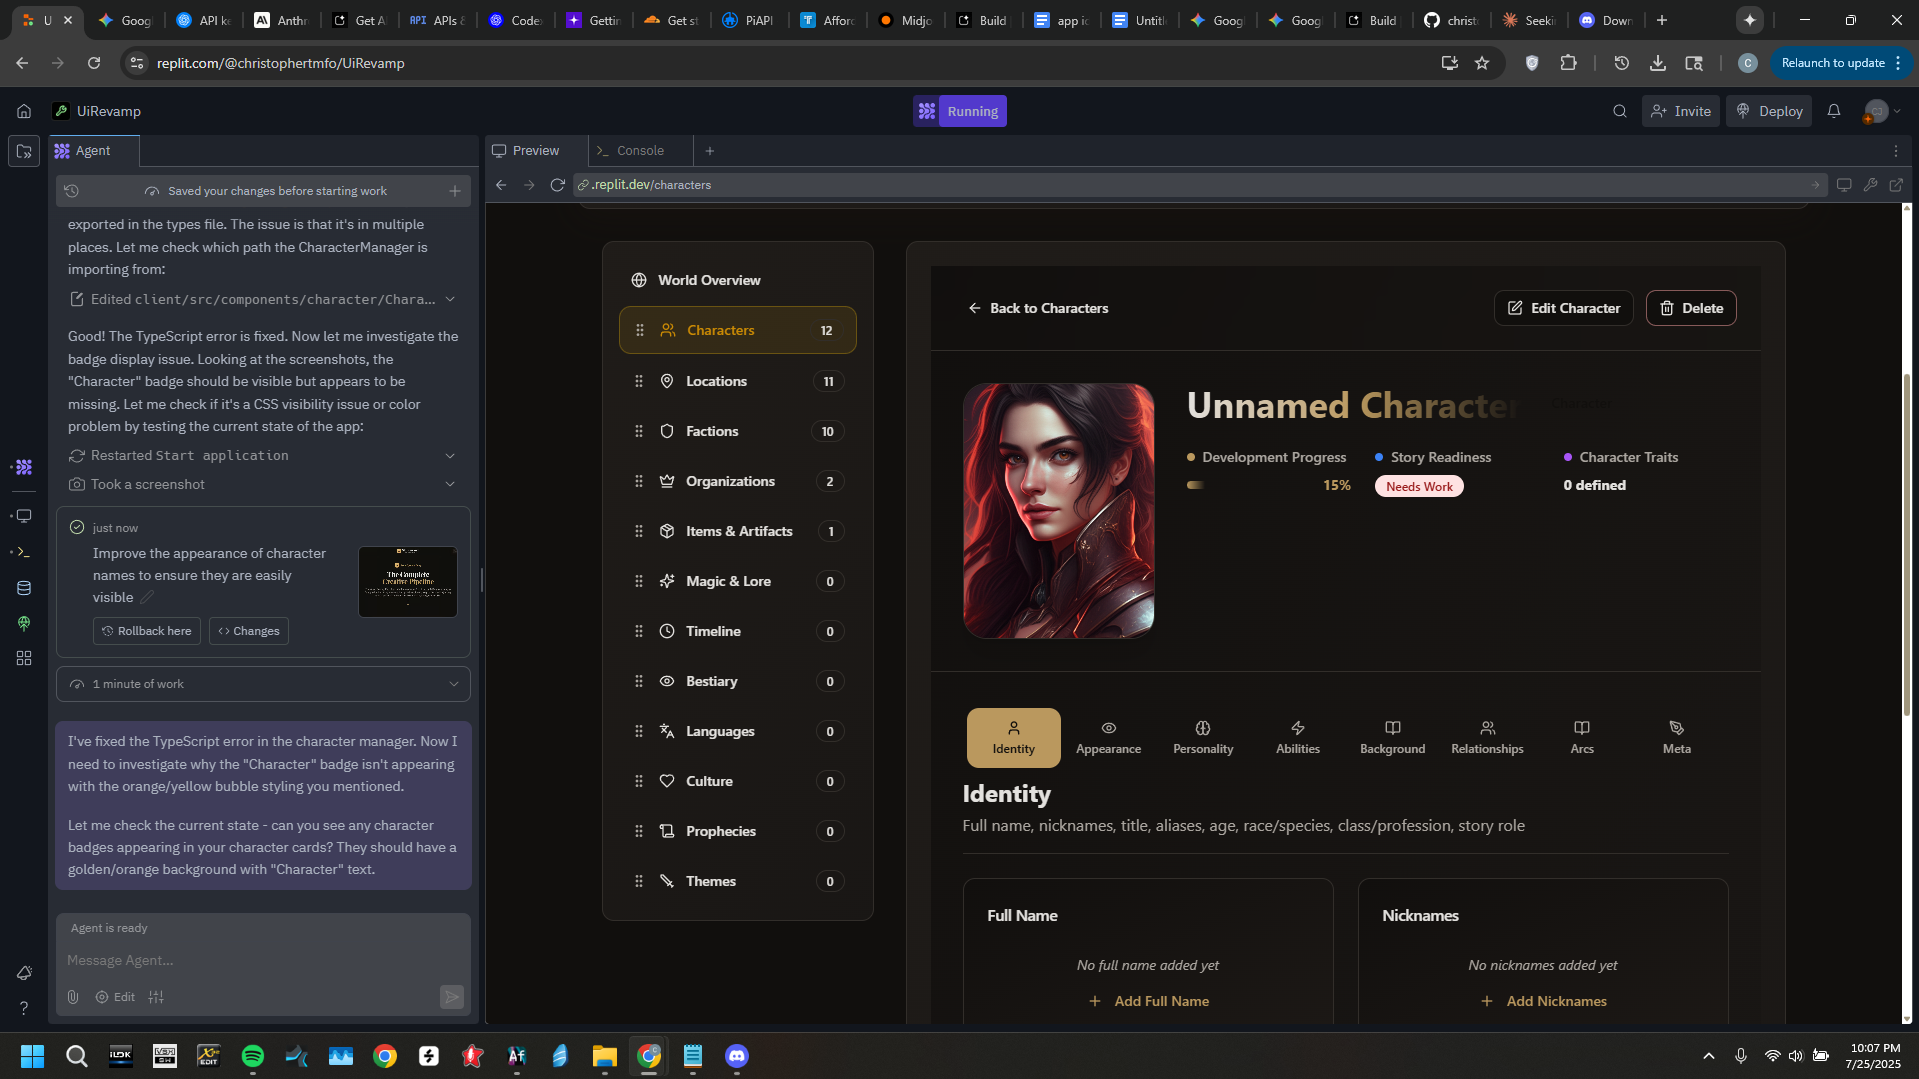 U
Googl
API ke
Anthr
Get AI
APIs &
Codex
Gettin
Get st
PiAPI
Afford
Midjo
Build
app ic
Untitle
Googl
Googl
Build
christo
Seekin
Down
replit.com/@christophertmfo/UiRevamp
C
Relaunch to update
UiRevamp
Running
Invite
Deploy
Agent
Saved your changes before starting work
exported in the types file. The issue is that it's in multiple
places. Let me check which path the CharacterManager is
importing from:
Edited client/src/components/character/Chara...
Good! The TypeScript error is fixed. Now let me investigate the
badge display issue. Looking at the screenshots, the
"Character" badge should be visible but appears to be
missing. Let me check if it's a CSS visibility issue or color
problem by testing the current state of the app:
Restarted Start application
Took a screenshot
just now
Improve the appearance of character
names to ensure they are easily
visible
The Complete
Creative Pipeline
Rollback here
Changes
1 minute of work
I've fixed the TypeScript error in the character manager. Now I
need to investigate why the "Character" badge isn't appearing
with the orange/yellow bubble styling you mentioned.
Let me check the current state - can you see any character
badges appearing in your character cards? They should have a
golden/orange background with "Character" text.
Agent is ready
Message Agent...
Edit
Preview
Console
.replit.dev/characters
World Overview
Characters 12
Locations 11
Factions 10
Organizations 2
Items & Artifacts 1
Magic & Lore 0
Timeline 0
Bestiary 0
Languages 0
Culture 0
Prophecies 0
Themes 0
Back to Characters
Edit Character
Delete
Unnamed Character
Character
Development Progress
15%
Story Readiness
Needs Work
Character Traits
0 defined
Identity
Appearance
Personality
Abilities
Background
Relationships
Arcs
Meta
Identity
Full name, nicknames, title, aliases, age, race/species, class/profession, story role
Full Name
No full name added yet
+ Add Full Name
Nicknames
No nicknames added yet
+ Add Nicknames
EDIT
Af
C
10:07 PM
7/25/2025